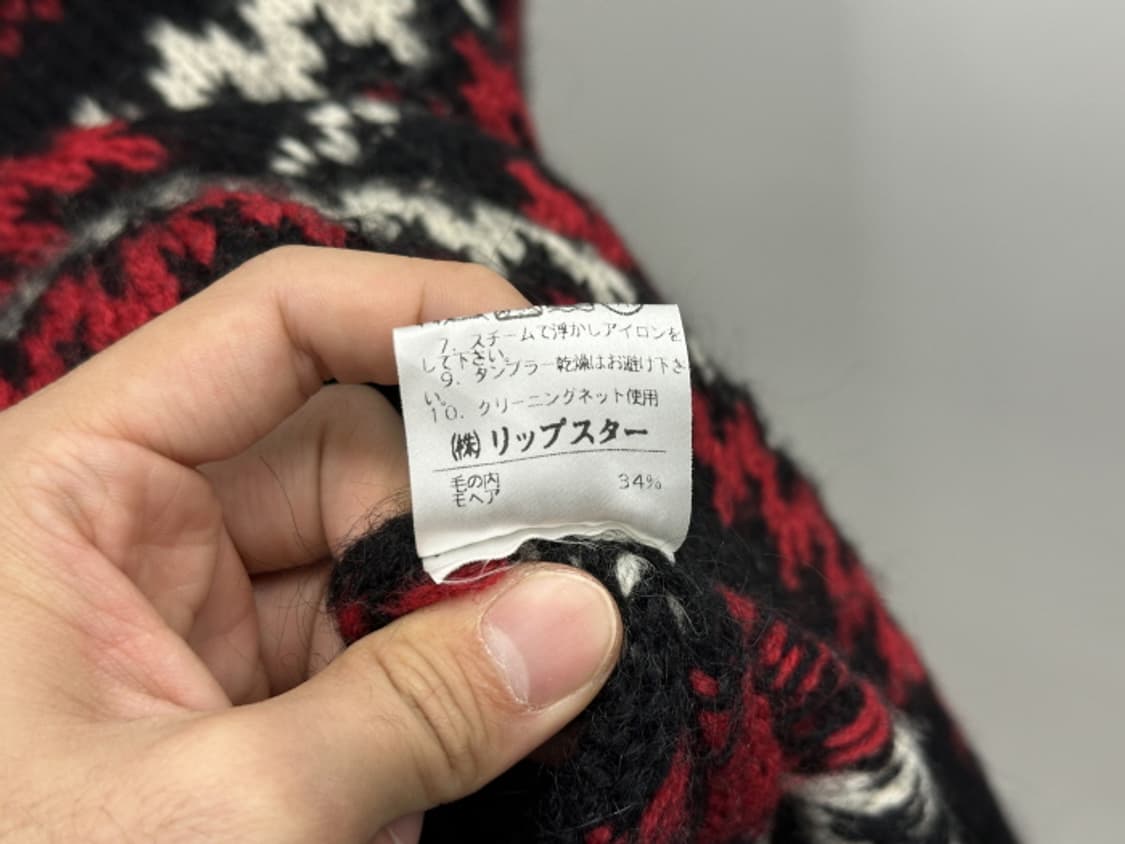 7. スチームで浮かしアイロンを
して下さい。
9. タンブラー乾燥はお避け下さ
い。
10. クリーニングネット使用
(株)リップスター
毛の内 34%
モヘア